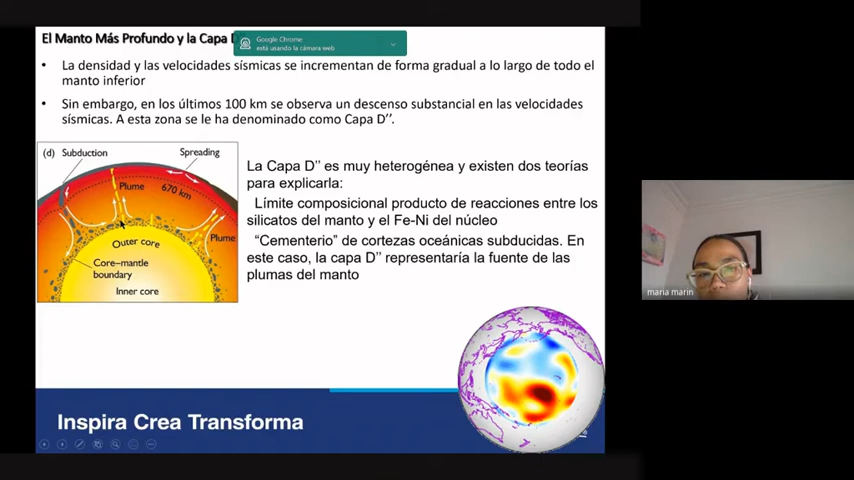 El Manto Más Profundo y la Capa D
Google Chrome
está usando la cámara web
• La densidad y las velocidades sísmicas se incrementan de forma gradual a lo largo de todo el
manto inferior
• Sin embargo, en los últimos 100 km se observa un descenso substancial en las velocidades
sísmicas. A esta zona se le ha denominado como Capa D’’.
(d) Subduction
Spreading
Plume
670 km
Plume
Outer core
Core–mantle
boundary
Inner core
La Capa D’’ es muy heterogénea y existen dos teorías
para explicarla:
Límite composicional producto de reacciones entre los
silicatos del manto y el Fe-Ni del núcleo
“Cementerio” de cortezas oceánicas subducidas. En
este caso, la capa D’’ representaría la fuente de las
plumas del manto
Inspira Crea Transforma
maria marin